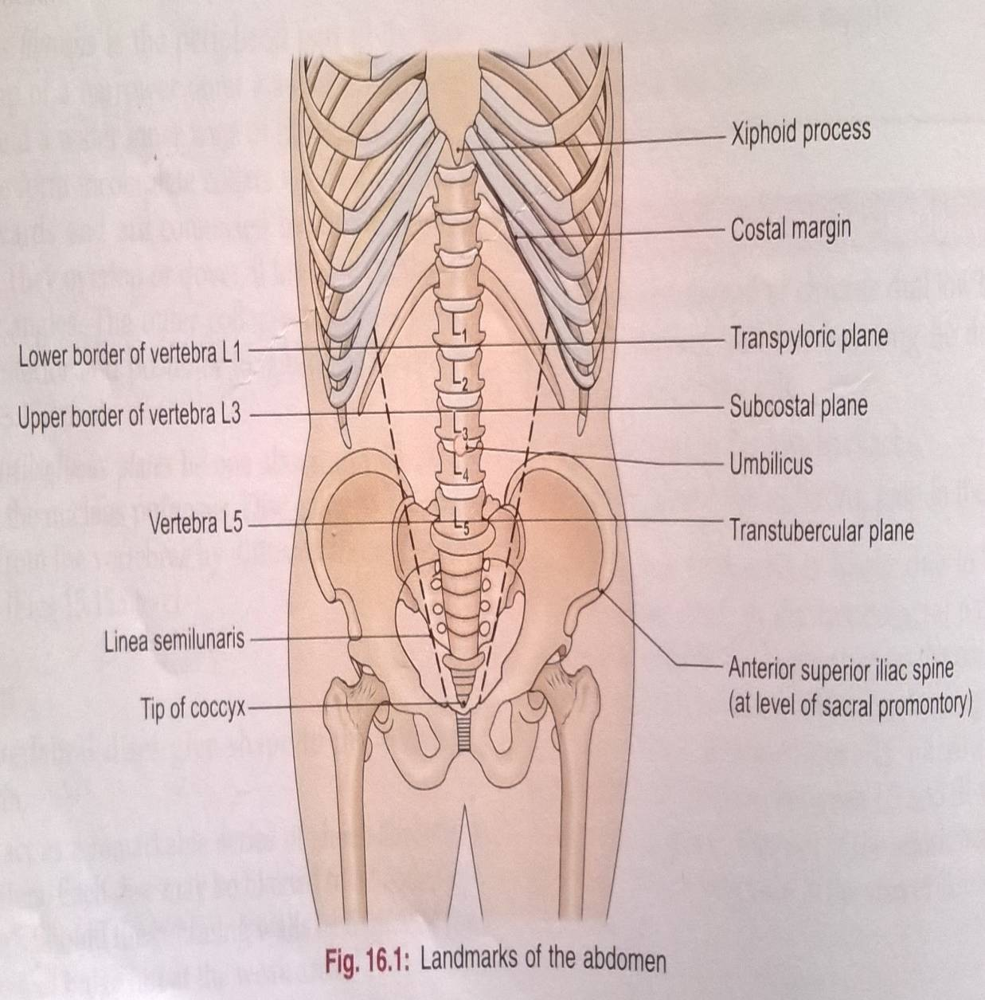 Xiphoid process
Costal margin
Lower border of vertebra L1
Transpyloric plane
Upper border of vertebra L3
Subcostal plane
Umbilicus
Vertebra L5
Transtubercular plane
Linea semilunaris
Anterior superior iliac spine
(at level of sacral promontory)
Tip of coccyx
L1
L2
L3
L4
L5
Fig. 16.1: Landmarks of the abdomen